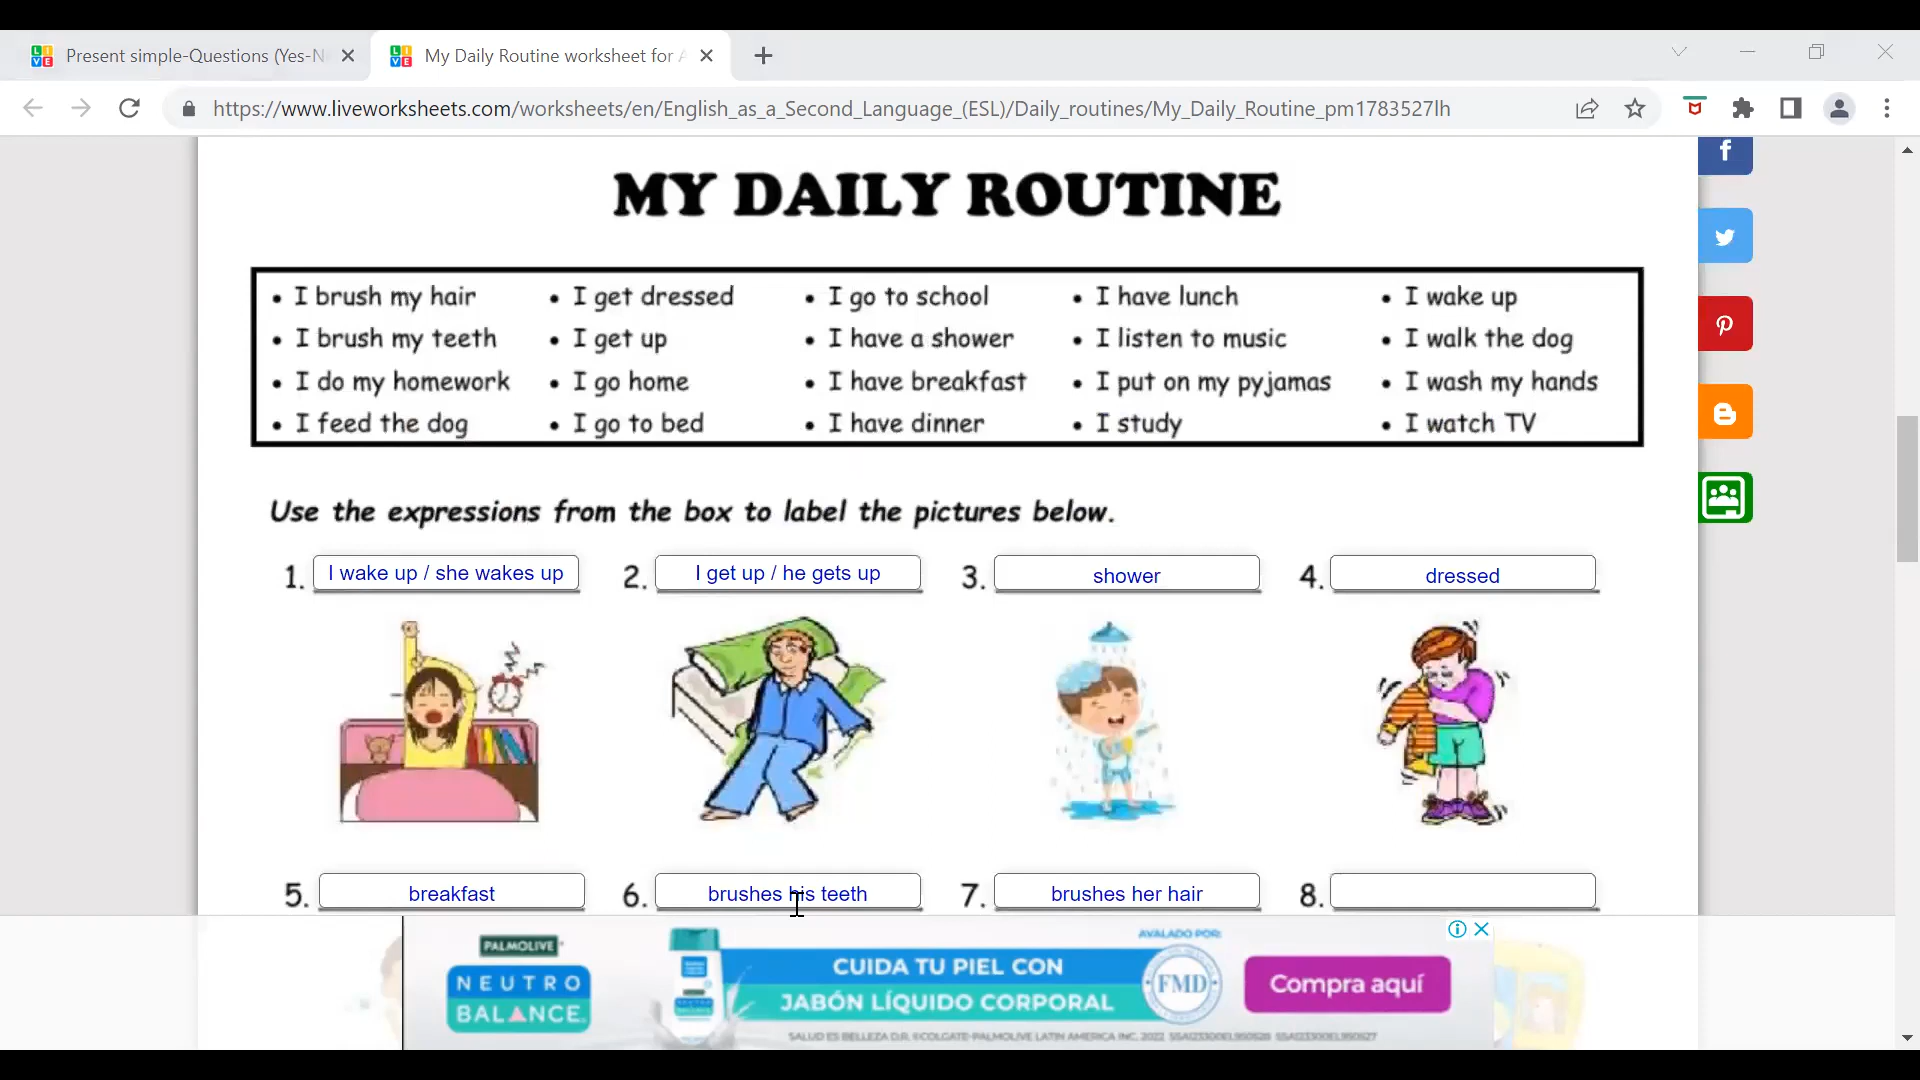 Present simple-Questions (Yes-N
My Daily Routine worksheet for A
https://www.liveworksheets.com/worksheets/en/English_as_a_Second_Language_(ESL)/Daily_routines/My_Daily_Routine_pm1783527lh
MY DAILY ROUTINE
• I brush my hair • I get dressed • I go to school • I have lunch • I wake up
• I brush my teeth • I get up • I have a shower • I listen to music • I walk the dog
• I do my homework • I go home • I have breakfast • I put on my pyjamas • I wash my hands
• I feed the dog • I go to bed • I have dinner • I study • I watch TV
Use the expressions from the box to label the pictures below.
1. I wake up / she wakes up 2. I get up / he gets up 3. shower 4. dressed
5. breakfast 6. brushes his teeth 7. brushes her hair 8.
PALMOLIVE
NEUTRO
BALANCE
CUIDA TU PIEL CON
JABÓN LÍQUIDO CORPORAL
AVALADO POR:
FMD
Compra aquí